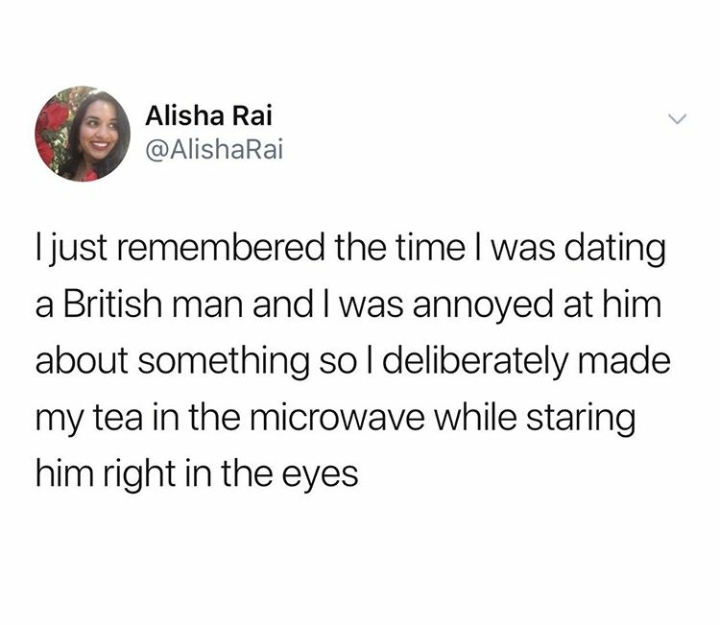 Alisha Rai
@AlishaRai
I just remembered the time I was dating
a British man and I was annoyed at him
about something so I deliberately made
my tea in the microwave while staring
him right in the eyes